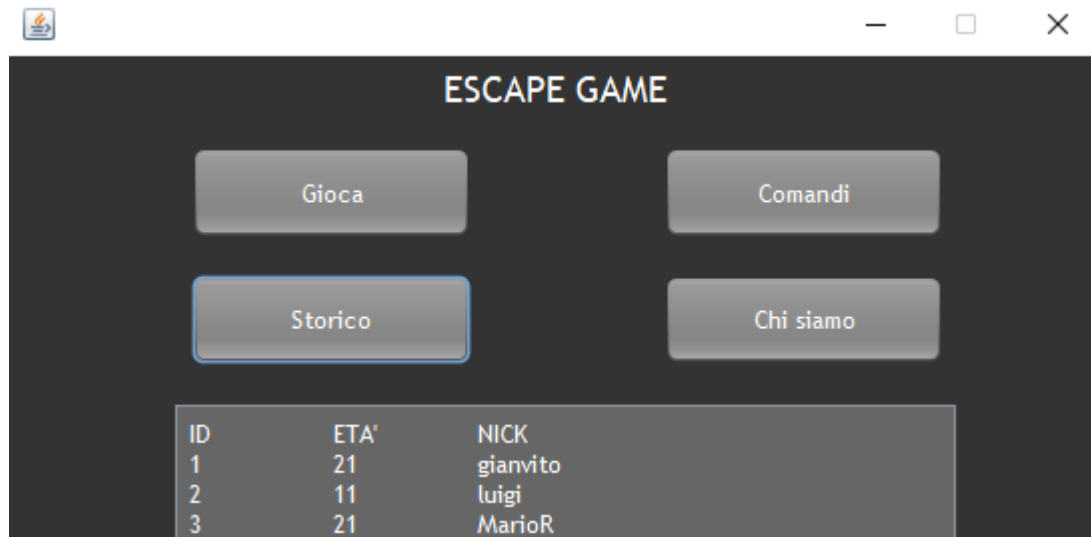 ESCAPE GAME
Gioca Comandi
Storico Chi siamo
ID ETA' NICK
1 21 gianvito
2 11 luigi
3 21 MarioR